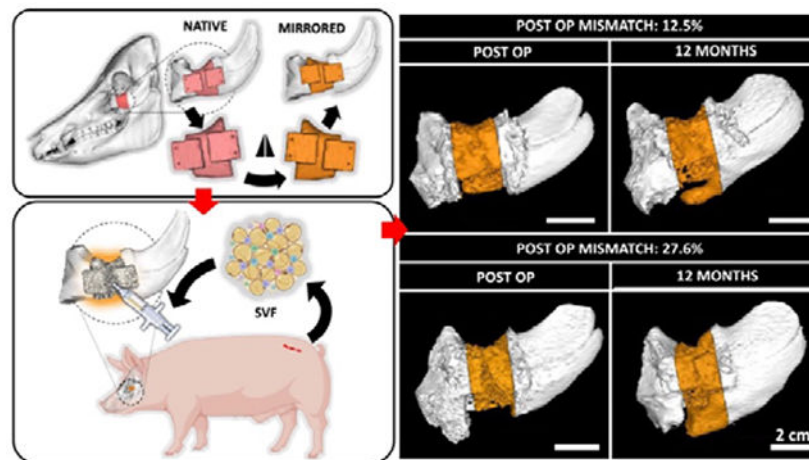 NATIVE
MIRRORED
SVF
POST OP MISMATCH: 12.5%
POST OP
12 MONTHS
POST OP MISMATCH: 27.6%
POST OP
12 MONTHS
2 cm